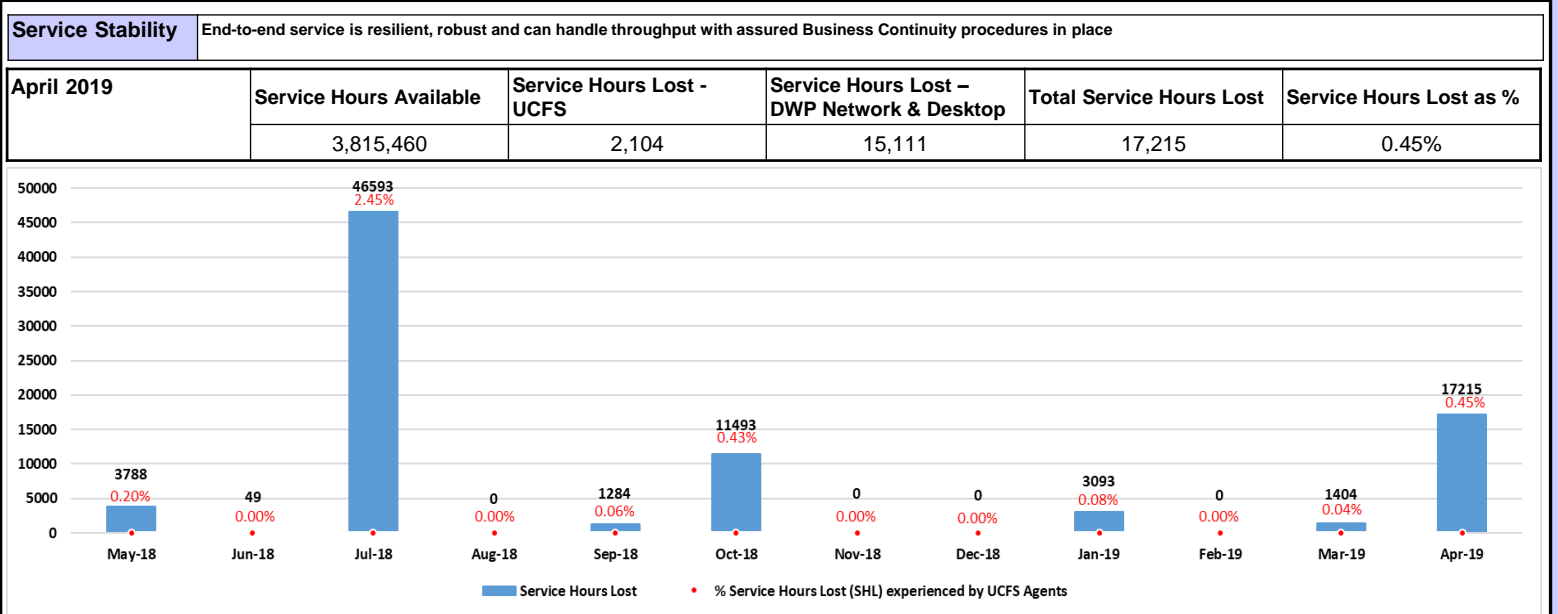 Service Stability
End-to-end service is resilient, robust and can handle throughput with assured Business Continuity procedures in place
April 2019
Service Hours Available
Service Hours Lost -
UCFS
Service Hours Lost –
DWP Network & Desktop
Total Service Hours Lost
Service Hours Lost as %
3,815,460
2,104
15,111
17,215
0.45%
50000
45000
40000
35000
30000
25000
20000
15000
10000
5000
0
3788
0.20%
49
0.00%
46593
2.45%
0
0.00%
1284
0.06%
11493
0.43%
0
0.00%
0
0.00%
3093
0.08%
0
0.00%
1404
0.04%
17215
0.45%
May-18
Jun-18
Jul-18
Aug-18
Sep-18
Oct-18
Nov-18
Dec-18
Jan-19
Feb-19
Mar-19
Apr-19
Service Hours Lost
% Service Hours Lost (SHL) experienced by UCFS Agents